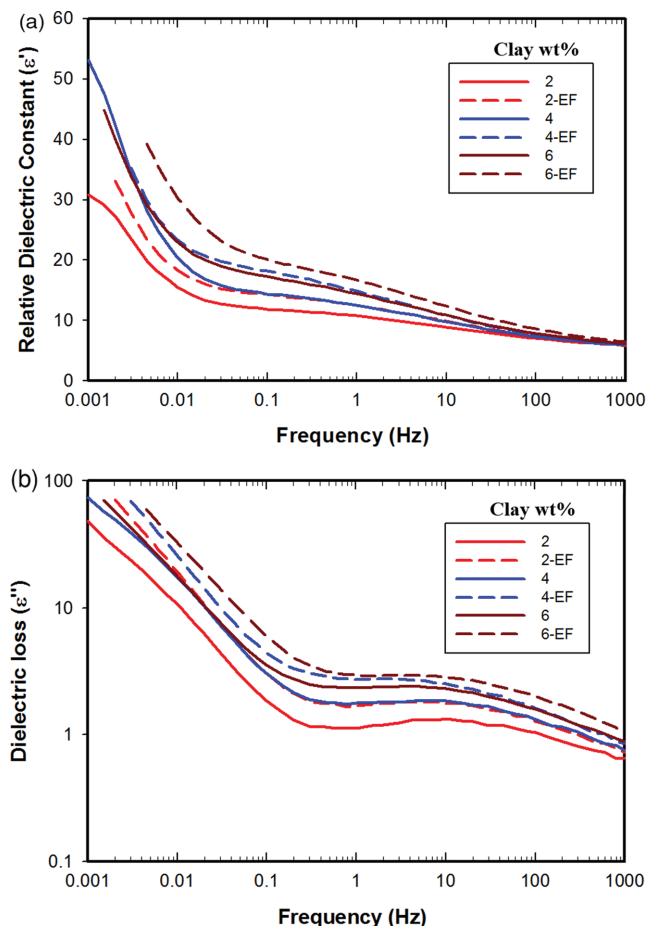 (a)
60
50
40
30
20
10
0
Relative Dielectric Constant (ε')
Clay wt%
2
2-EF
4
4-EF
6
6-EF
0.001 0.01 0.1 1 10 100 1000
Frequency (Hz)
(b)
100
10
1
0.1
Dielectric loss (ε'')
Clay wt%
2
2-EF
4
4-EF
6
6-EF
0.001 0.01 0.1 1 10 100 1000
Frequency (Hz)